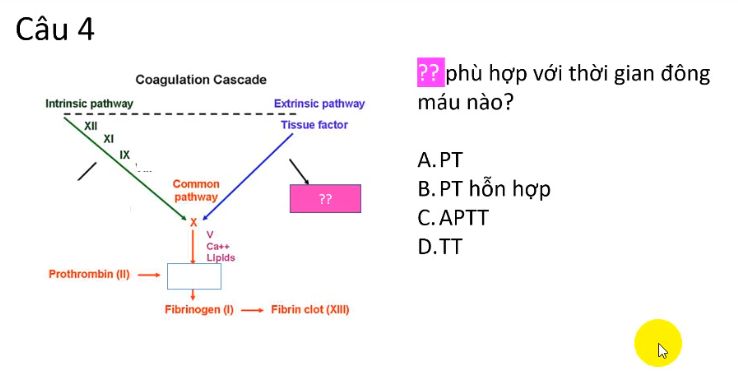 Câu 4
Coagulation Cascade
Intrinsic pathway
Extrinsic pathway
XII
Tissue factor
XI
IX
Common
pathway
??
X
V
Ca++
Lipids
Prothrombin (II)
Fibrinogen (I)
Fibrin clot (XIII)
?? phù hợp với thời gian đông
máu nào?
A. PT
B. PT hỗn hợp
C. APTT
D. TT